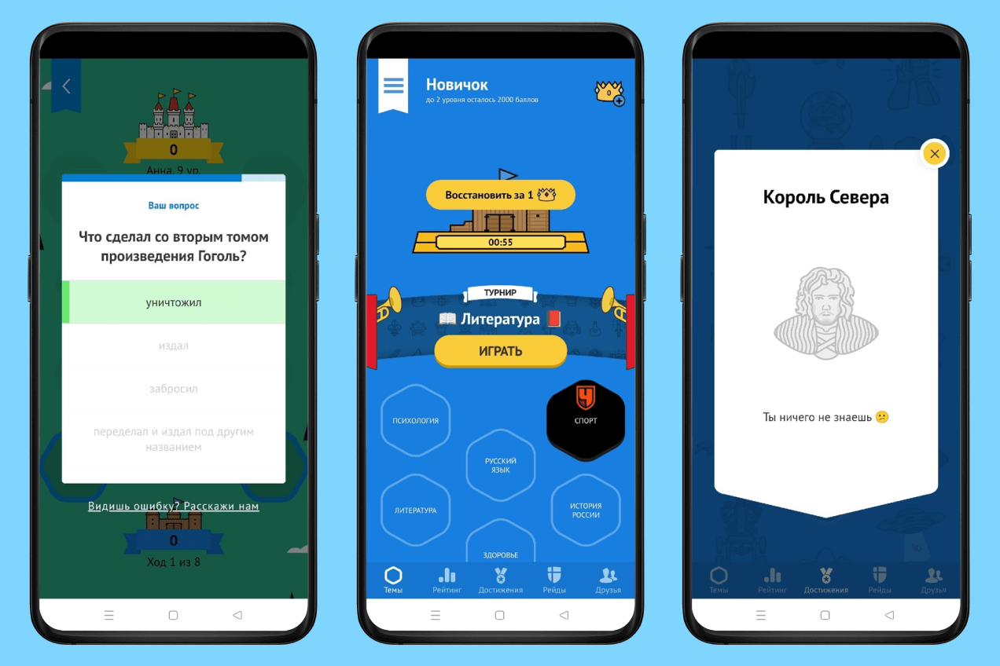 0
Анна, 9 ур.
Ваш вопрос
Что сделал со вторым томом
произведения Гоголь?
уничтожил
издал
забросил
переделал и издал под другим
названием
Видишь ошибку? Расскажи нам
0
Ход 1 из 8
Новичок
до 2 уровня осталось 2000 баллов
0
Восстановить за 1
00:55
ТУРНИР
📖 Литература 📕
ИГРАТЬ
ПСИХОЛОГИЯ
Ч
СПОРТ
РУССКИЙ
ЯЗЫК
ЛИТЕРАТУРА
ИСТОРИЯ
РОССИИ
ЗДОРОВЬЕ
Темы
Рейтинг
Достижения
Рейды
Друзья
Король Севера
Ты ничего не знаешь 😕
Темы
Рейтинг
Достижения
Рейды
Друзья